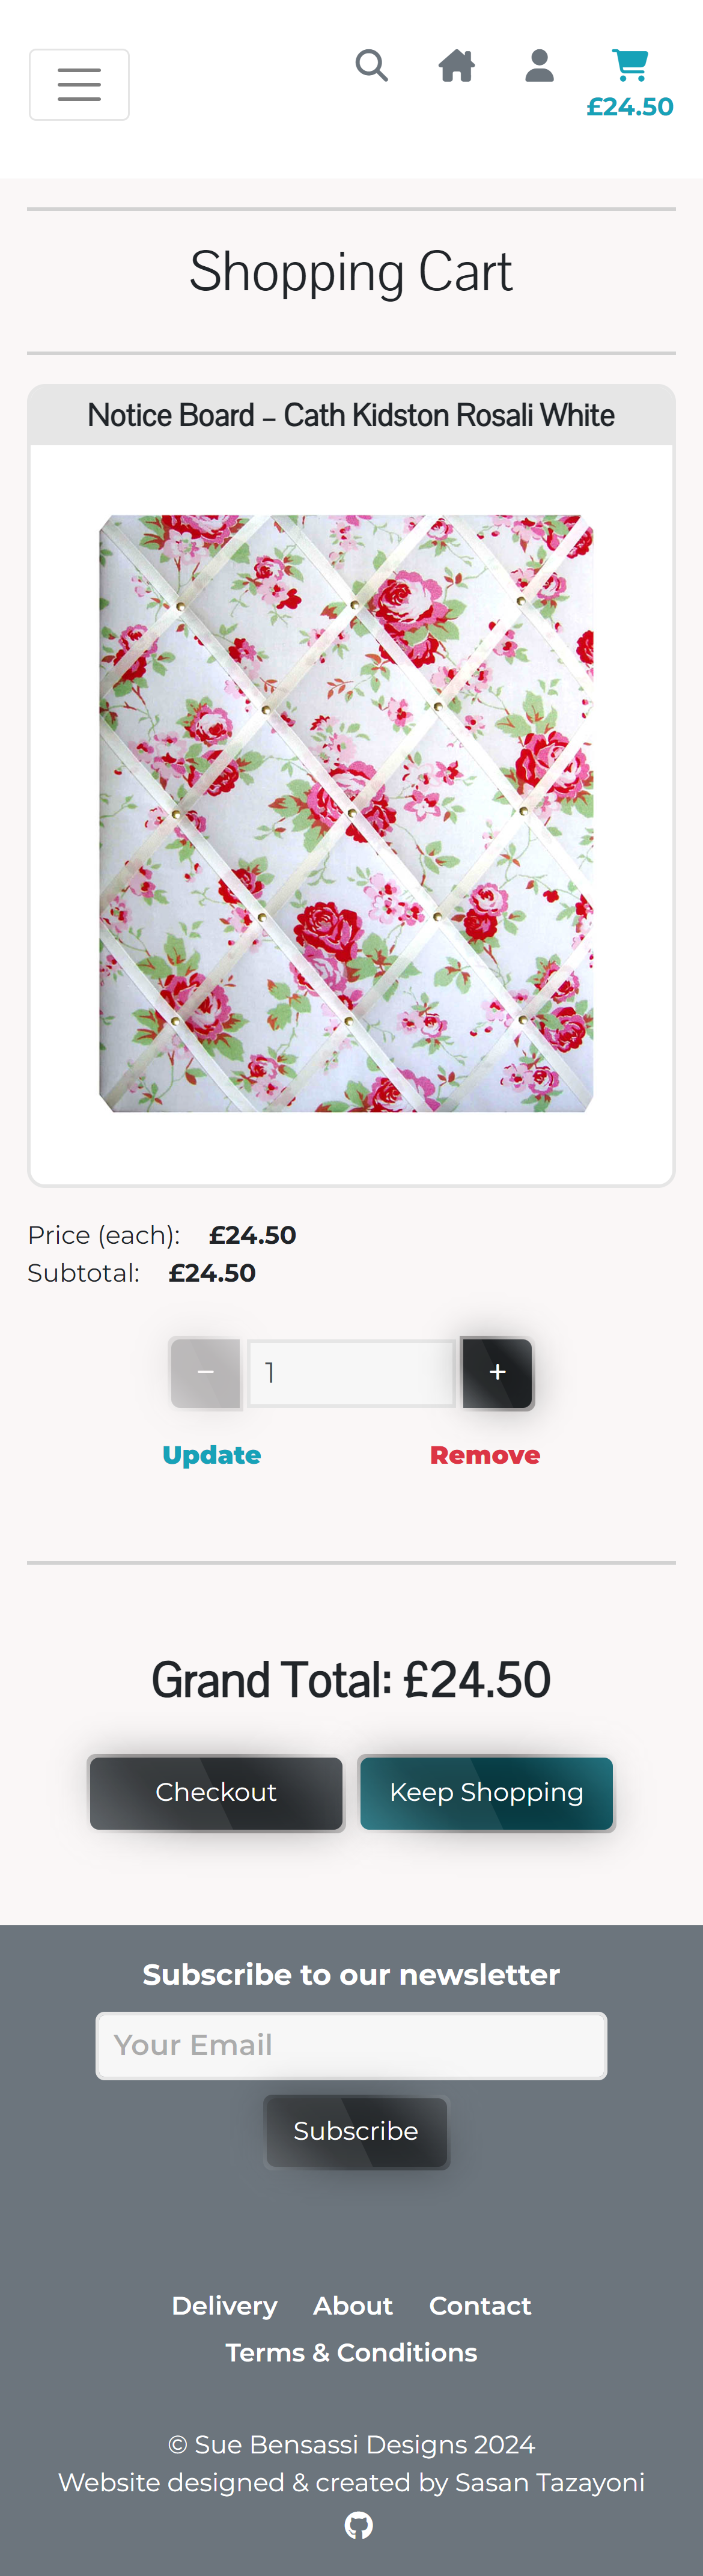 £24.50
Shopping Cart
Notice Board – Cath Kidston Rosali White
Price (each): £24.50
Subtotal: £24.50
− 1 +
Update Remove
Grand Total: £24.50
Checkout Keep Shopping
Subscribe to our newsletter
Your Email
Subscribe
Delivery About Contact
Terms & Conditions
© Sue Bensassi Designs 2024
Website designed & created by Sasan Tazayoni